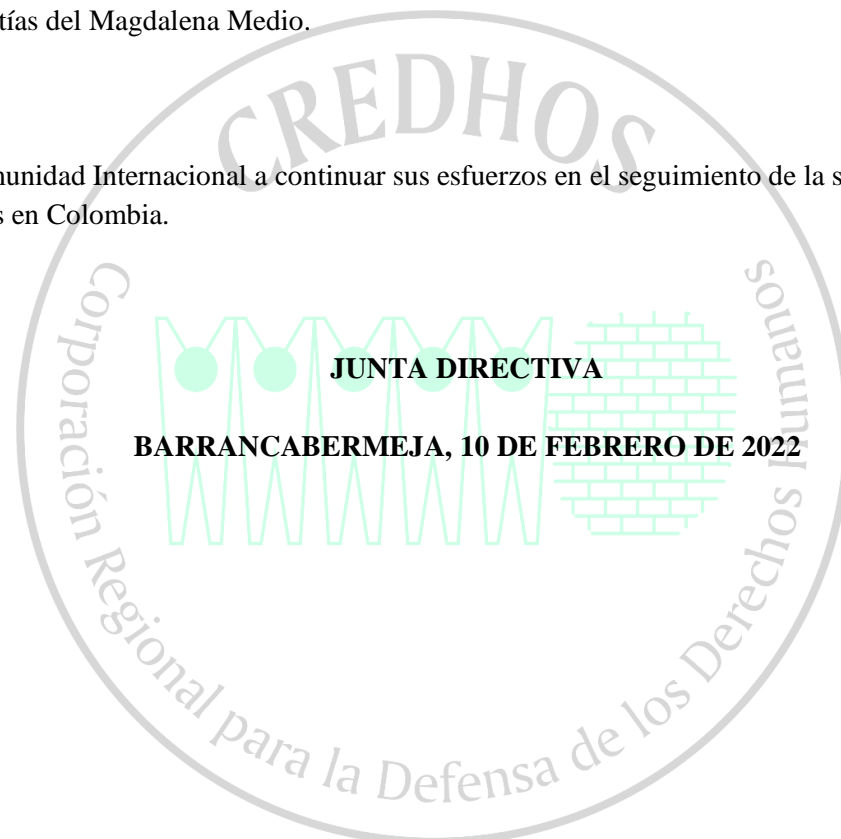 tías del Magdalena Medio.
CREDHOS
munidad Internacional a continuar sus esfuerzos en el seguimiento de la s
s en Colombia.
JUNTA DIRECTIVA
BARRANCABERMEJA, 10 DE FEBRERO DE 2022
Corporación Regional para la Defensa de los Derechos Humanos